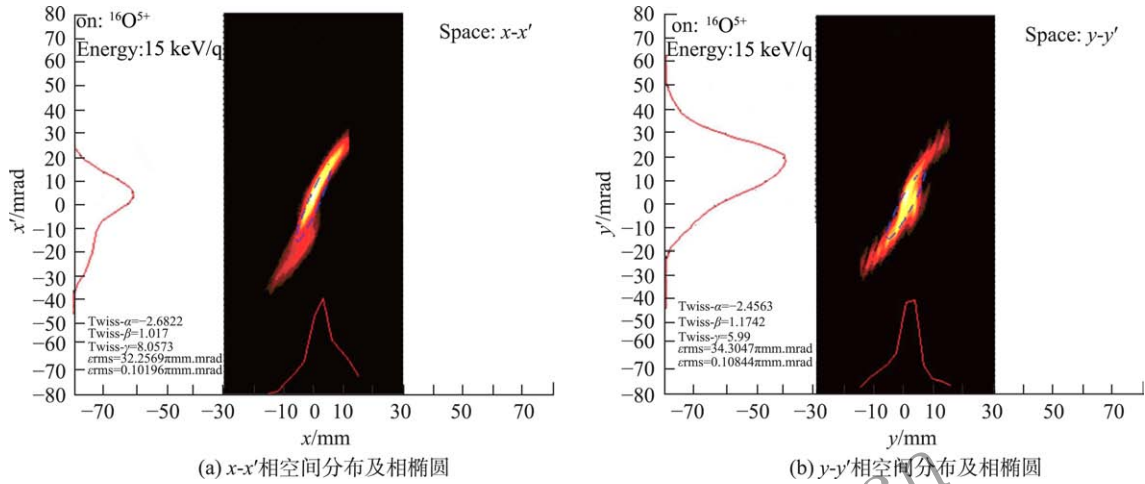 on: ¹⁶O⁵⁺
Energy:15 keV/q
Space: x-x′
80
70
60
50
40
30
20
10
0
−10
−20
−30
−40
−50
−60
−70
−80
x′/mrad
Twiss-α=−2.6822
Twiss-β=1.017
Twiss-γ=8.0573
εrms=32.2569πmm.mrad
εrms=0.10196πmm.mrad
−70 −50 −30 −10 0 10 30 50 70
x/mm
(a) x-x′相空间分布及相椭圆
on: ¹⁶O⁵⁺
Energy:15 keV/q
Space: y-y′
80
70
60
50
40
30
20
10
0
−10
−20
−30
−40
−50
−60
−70
−80
y′/mrad
Twiss-α=−2.4563
Twiss-β=1.1742
Twiss-γ=5.99
εrms=34.3047πmm.mrad
εrms=0.10844πmm.mrad
−70 −50 −30 −10 0 10 30 50 70
y/mm
(b) y-y′相空间分布及相椭圆